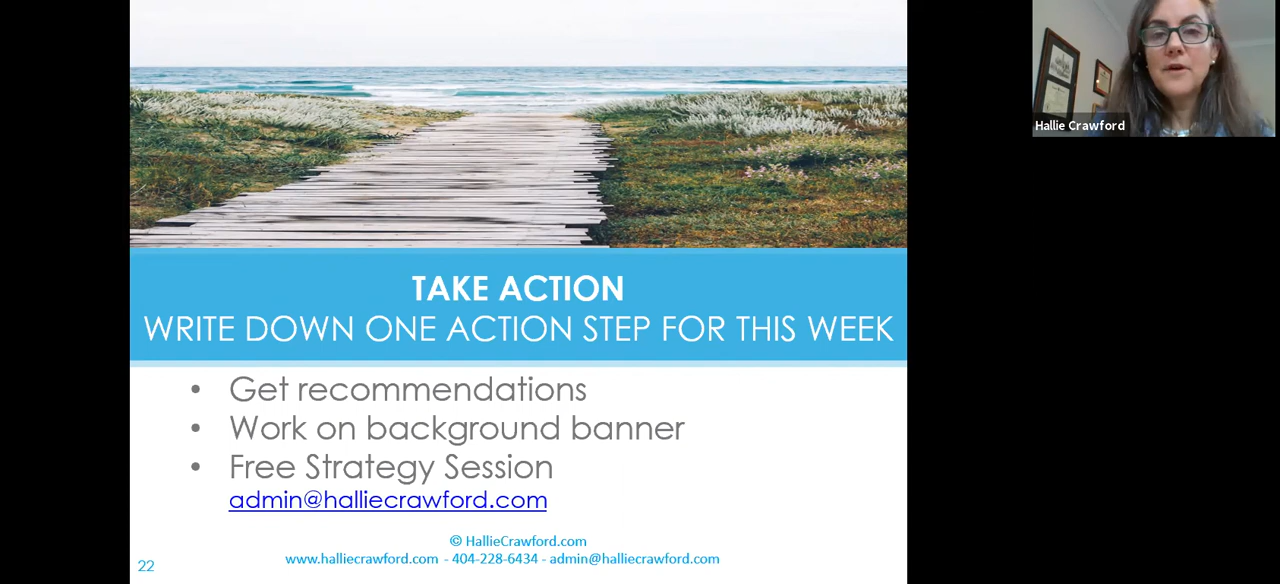 Hallie Crawford
TAKE ACTION
WRITE DOWN ONE ACTION STEP FOR THIS WEEK
• Get recommendations
• Work on background banner
• Free Strategy Session
admin@halliecrawford.com
© HallieCrawford.com
www.halliecrawford.com - 404-228-6434 - admin@halliecrawford.com
22